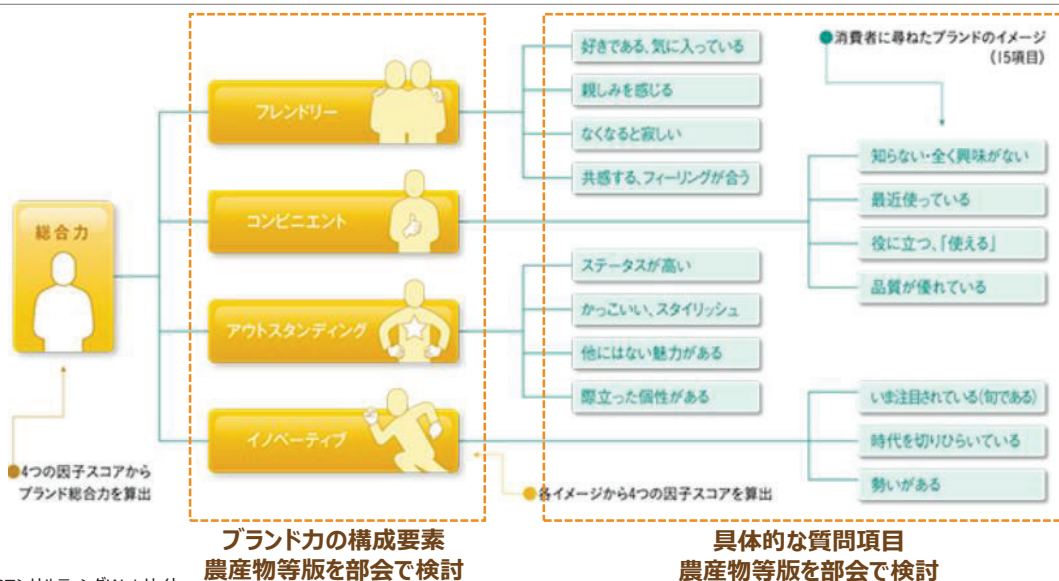 総合力
●4つの因子スコアから
ブランド総合力を算出
フレンドリー
コンビニエント
アウトスタンディング
イノベーティブ
好きである、気に入っている
親しみを感じる
なくなると寂しい
共感する、フィーリングが合う
ステータスが高い
かっこいい、スタイリッシュ
他にはない魅力がある
際立った個性がある
●消費者に尋ねたブランドのイメージ
(15項目)
知らない・全く興味がない
最近使っている
役に立つ、「使える」
品質が優れている
いま注目されている(旬である)
時代を切りひらいている
勢いがある
●各イメージから4つの因子スコアを算出
ブランド力の構成要素
農産物等版を部会で検討
具体的な質問項目
農産物等版を部会で検討